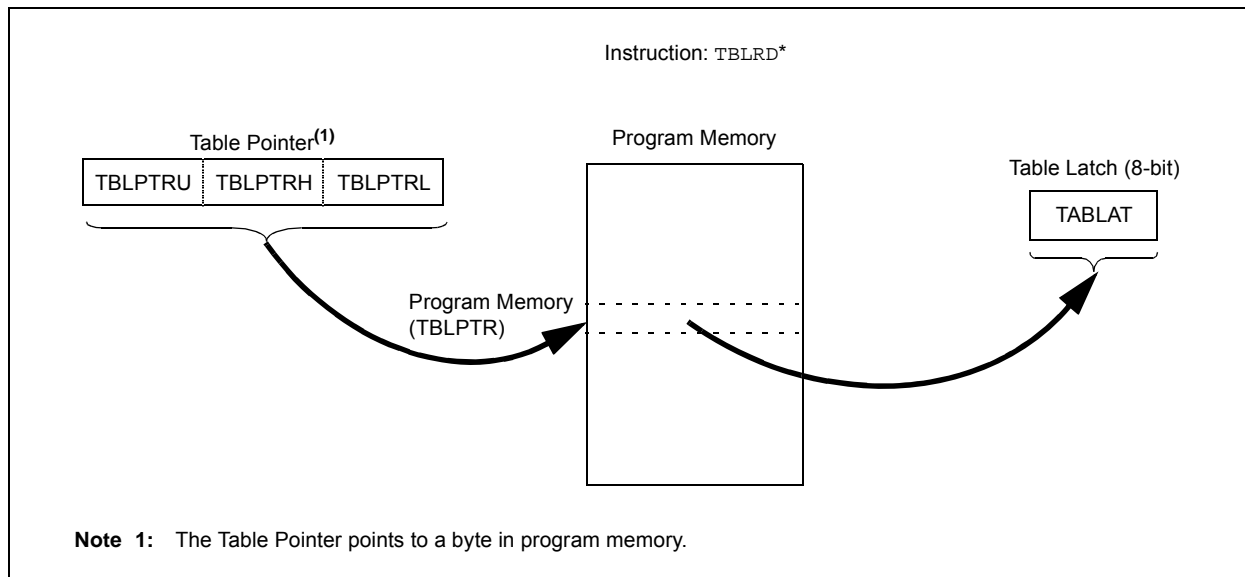 Instruction: TBLRD*
Table Pointer(1)
Program Memory
TBLPTRU TBLPTRH TBLPTRL
Table Latch (8-bit)
TABLAT
Program Memory
(TBLPTR)
Note 1: The Table Pointer points to a byte in program memory.